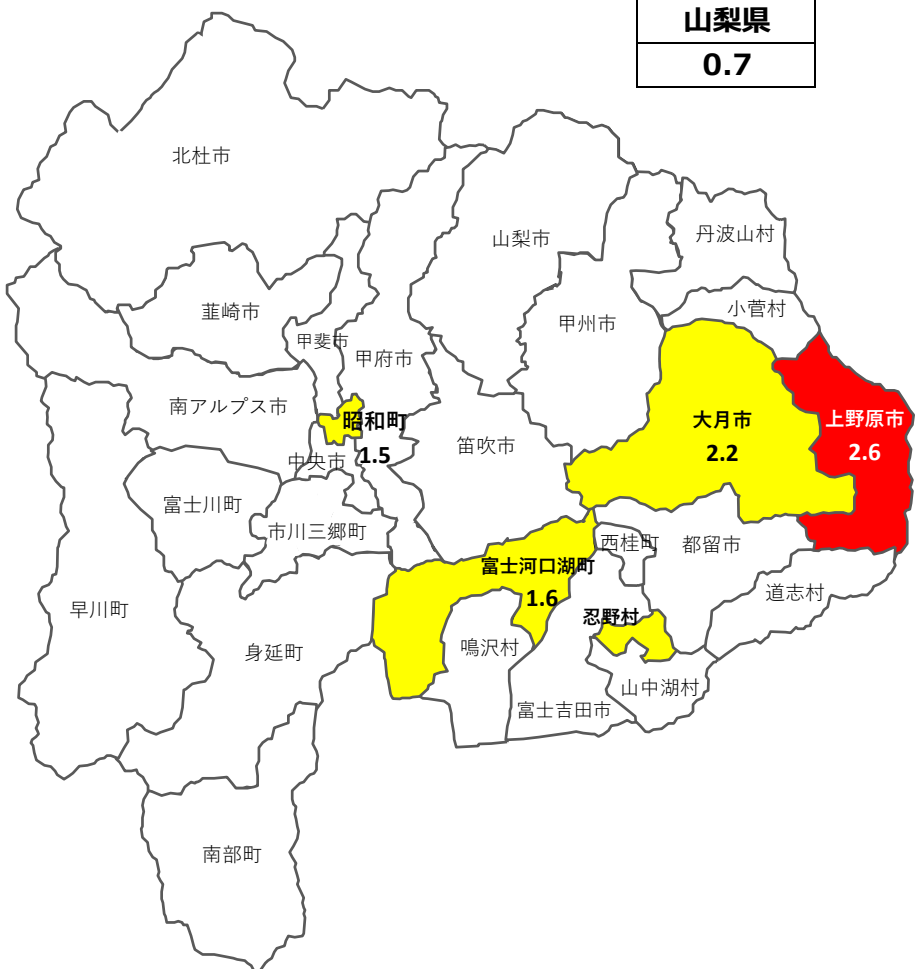 山梨県
0.7
北杜市
山梨市
丹波山村
小菅村
韮崎市
甲斐市
甲府市
甲州市
南アルプス市
昭和町
1.5
中央市
笛吹市
大月市
2.2
上野原市
2.6
富士川町
市川三郷町
西桂町
都留市
富士河口湖町
1.6
道志村
早川町
忍野村
身延町
鳴沢村
山中湖村
富士吉田市
南部町